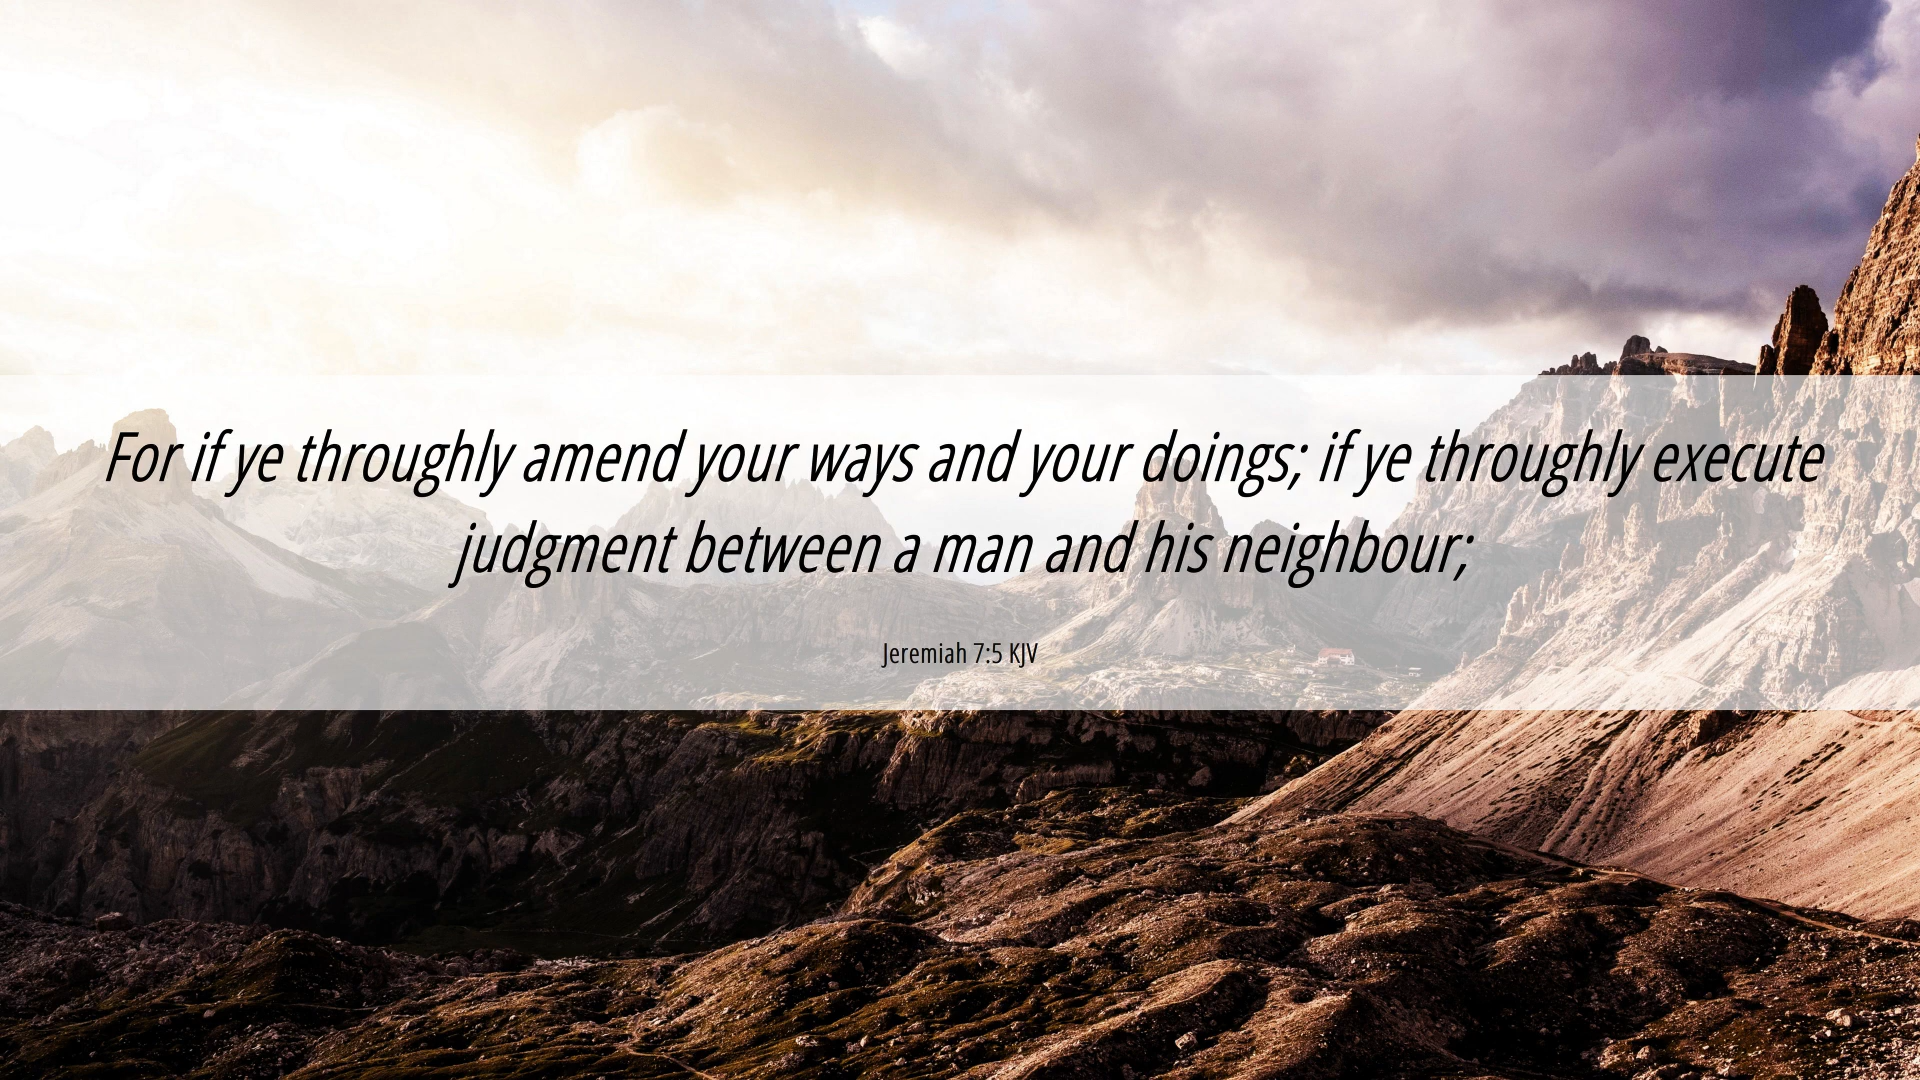 For if ye throughly amend your ways and your doings; if ye throughly execute
judgment between a man and his neighbour;
Jeremiah 7:5 KJV